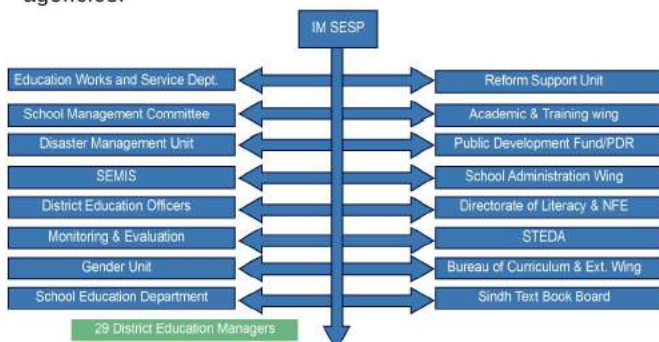 agencies.
IM SESP
Education Works and Service Dept.
Reform Support Unit
School Management Committee
Academic & Training wing
Disaster Management Unit
Public Development Fund/PDR
SEMIS
School Administration Wing
District Education Officers
Directorate of Literacy & NFE
Monitoring & Evaluation
STEDA
Gender Unit
Bureau of Curriculum & Ext. Wing
School Education Department
Sindh Text Book Board
29 District Education Managers